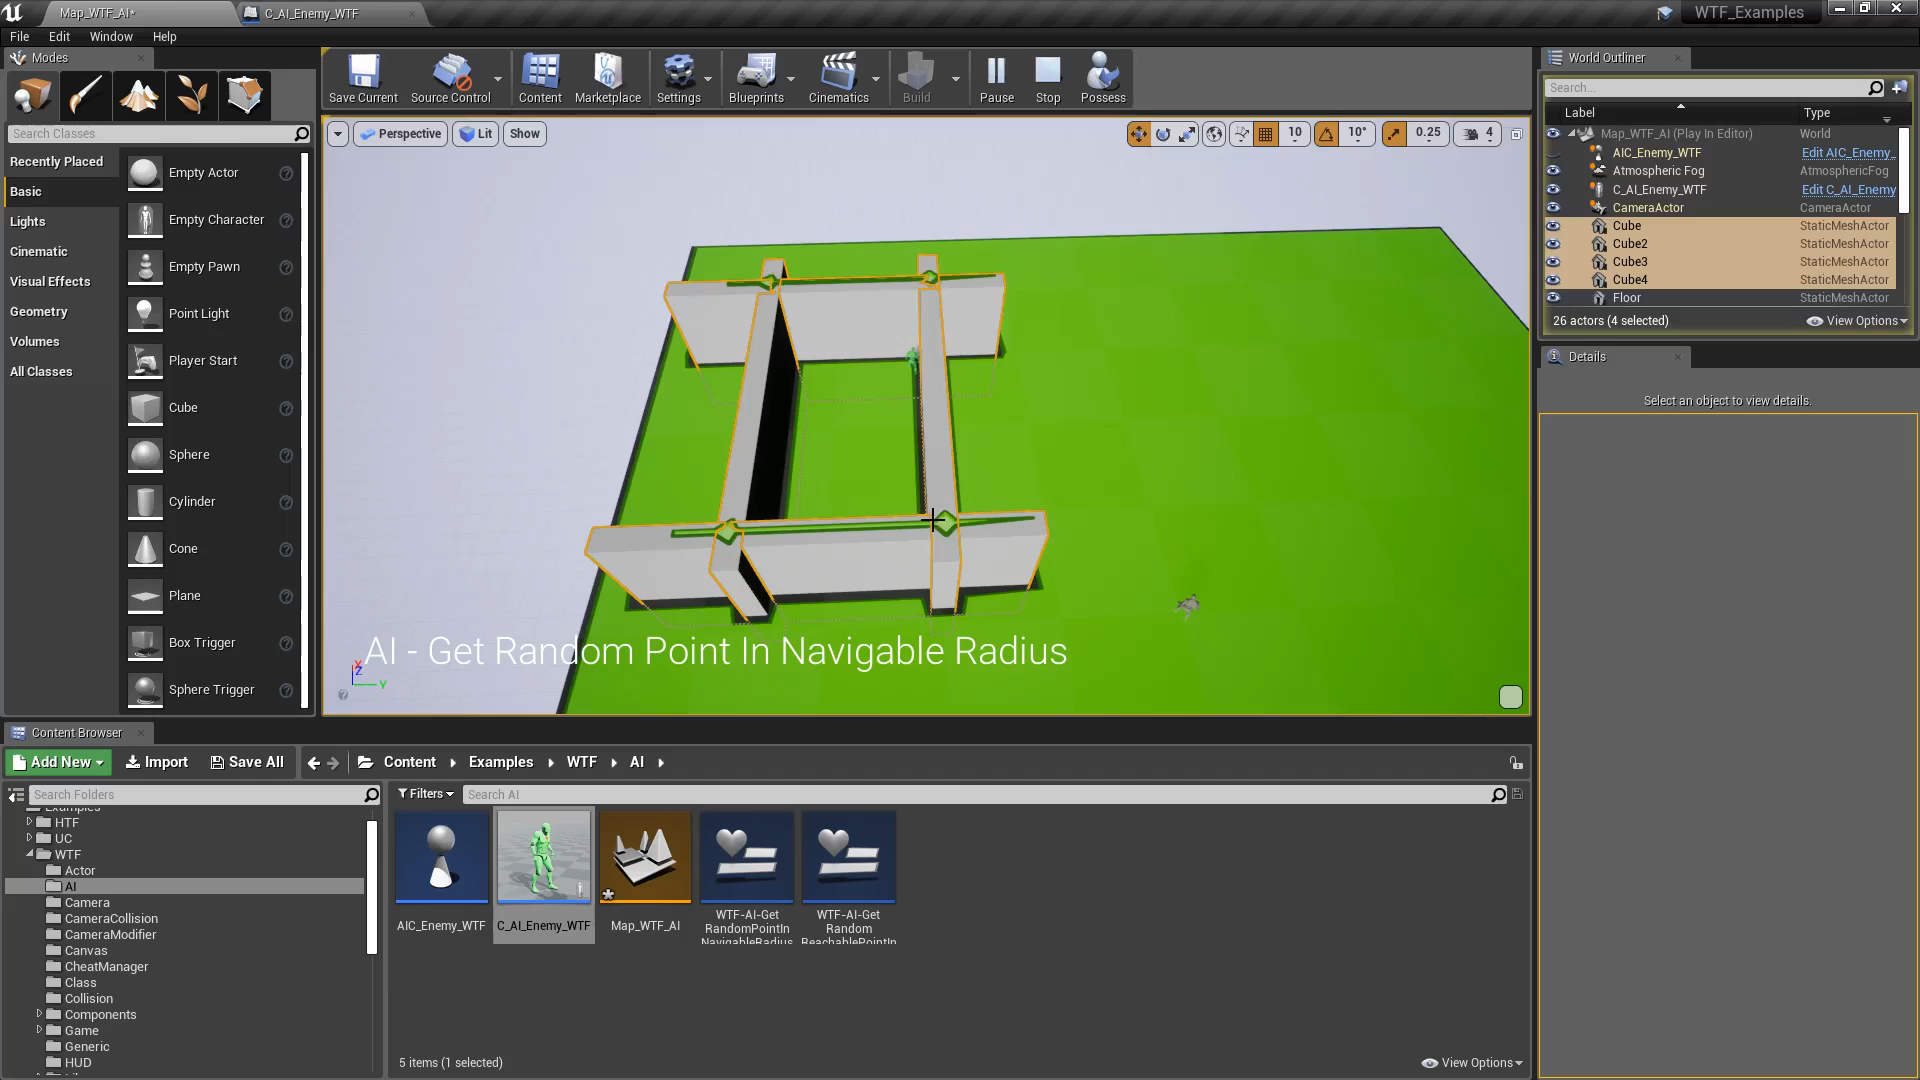 Map_WTF_AI*
C_AI_Enemy_WTF
WTF_Examples
File
Edit
Window
Help
Modes
Search Classes
Recently Placed
Basic
Lights
Cinematic
Visual Effects
Geometry
Volumes
All Classes
Empty Actor
Empty Character
Empty Pawn
Point Light
Player Start
Cube
Sphere
Cylinder
Cone
Plane
Box Trigger
Sphere Trigger
Save Current
Source Control
Content
Marketplace
Settings
Blueprints
Cinematics
Build
Pause
Stop
Possess
Perspective
Lit
Show
10
10°
0.25
4
AI - Get Random Point In Navigable Radius
X
Z
Y
World Outliner
Search...
Label
Type
Map_WTF_AI (Play In Editor)
World
AIC_Enemy_WTF
Edit AIC_Enemy_
Atmospheric Fog
AtmosphericFog
C_AI_Enemy_WTF
Edit C_AI_Enemy
CameraActor
CameraActor
Cube
StaticMeshActor
Cube2
StaticMeshActor
Cube3
StaticMeshActor
Cube4
StaticMeshActor
Floor
StaticMeshActor
26 actors (4 selected)
View Options
Details
Select an object to view details.
Content Browser
Add New
Import
Save All
Content
Examples
WTF
AI
Search Folders
Examples
HTF
UC
WTF
Actor
AI
Camera
CameraCollision
CameraModifier
Canvas
CheatManager
Class
Collision
Components
Game
Generic
HUD
Filters
Search AI
AIC_Enemy_WTF
C_AI_Enemy_WTF
Map_WTF_AI
WTF-AI-Get
RandomPointIn
NavigableRadius
WTF-AI-Get
Random
ReachablePointIn
5 items (1 selected)
View Options